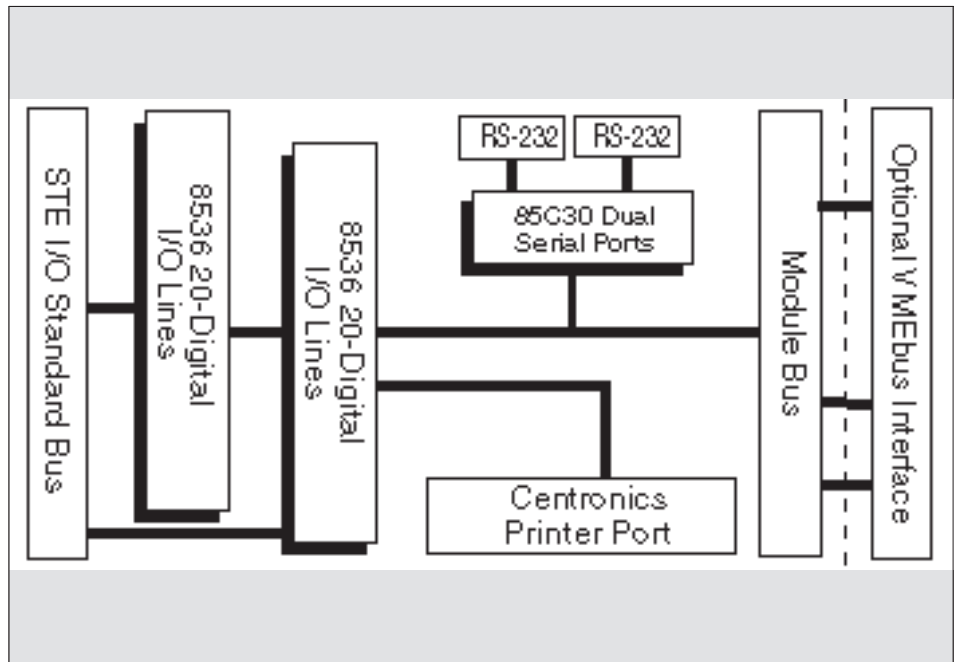 STE I/O Standard Bus
8536 20-Digital
I/O Lines
8536 20-Digital
I/O Lines
RS-232
RS-232
85C30 Dual
Serial Ports
Centronics
Printer Port
Module Bus
Optional VMEbus Interface